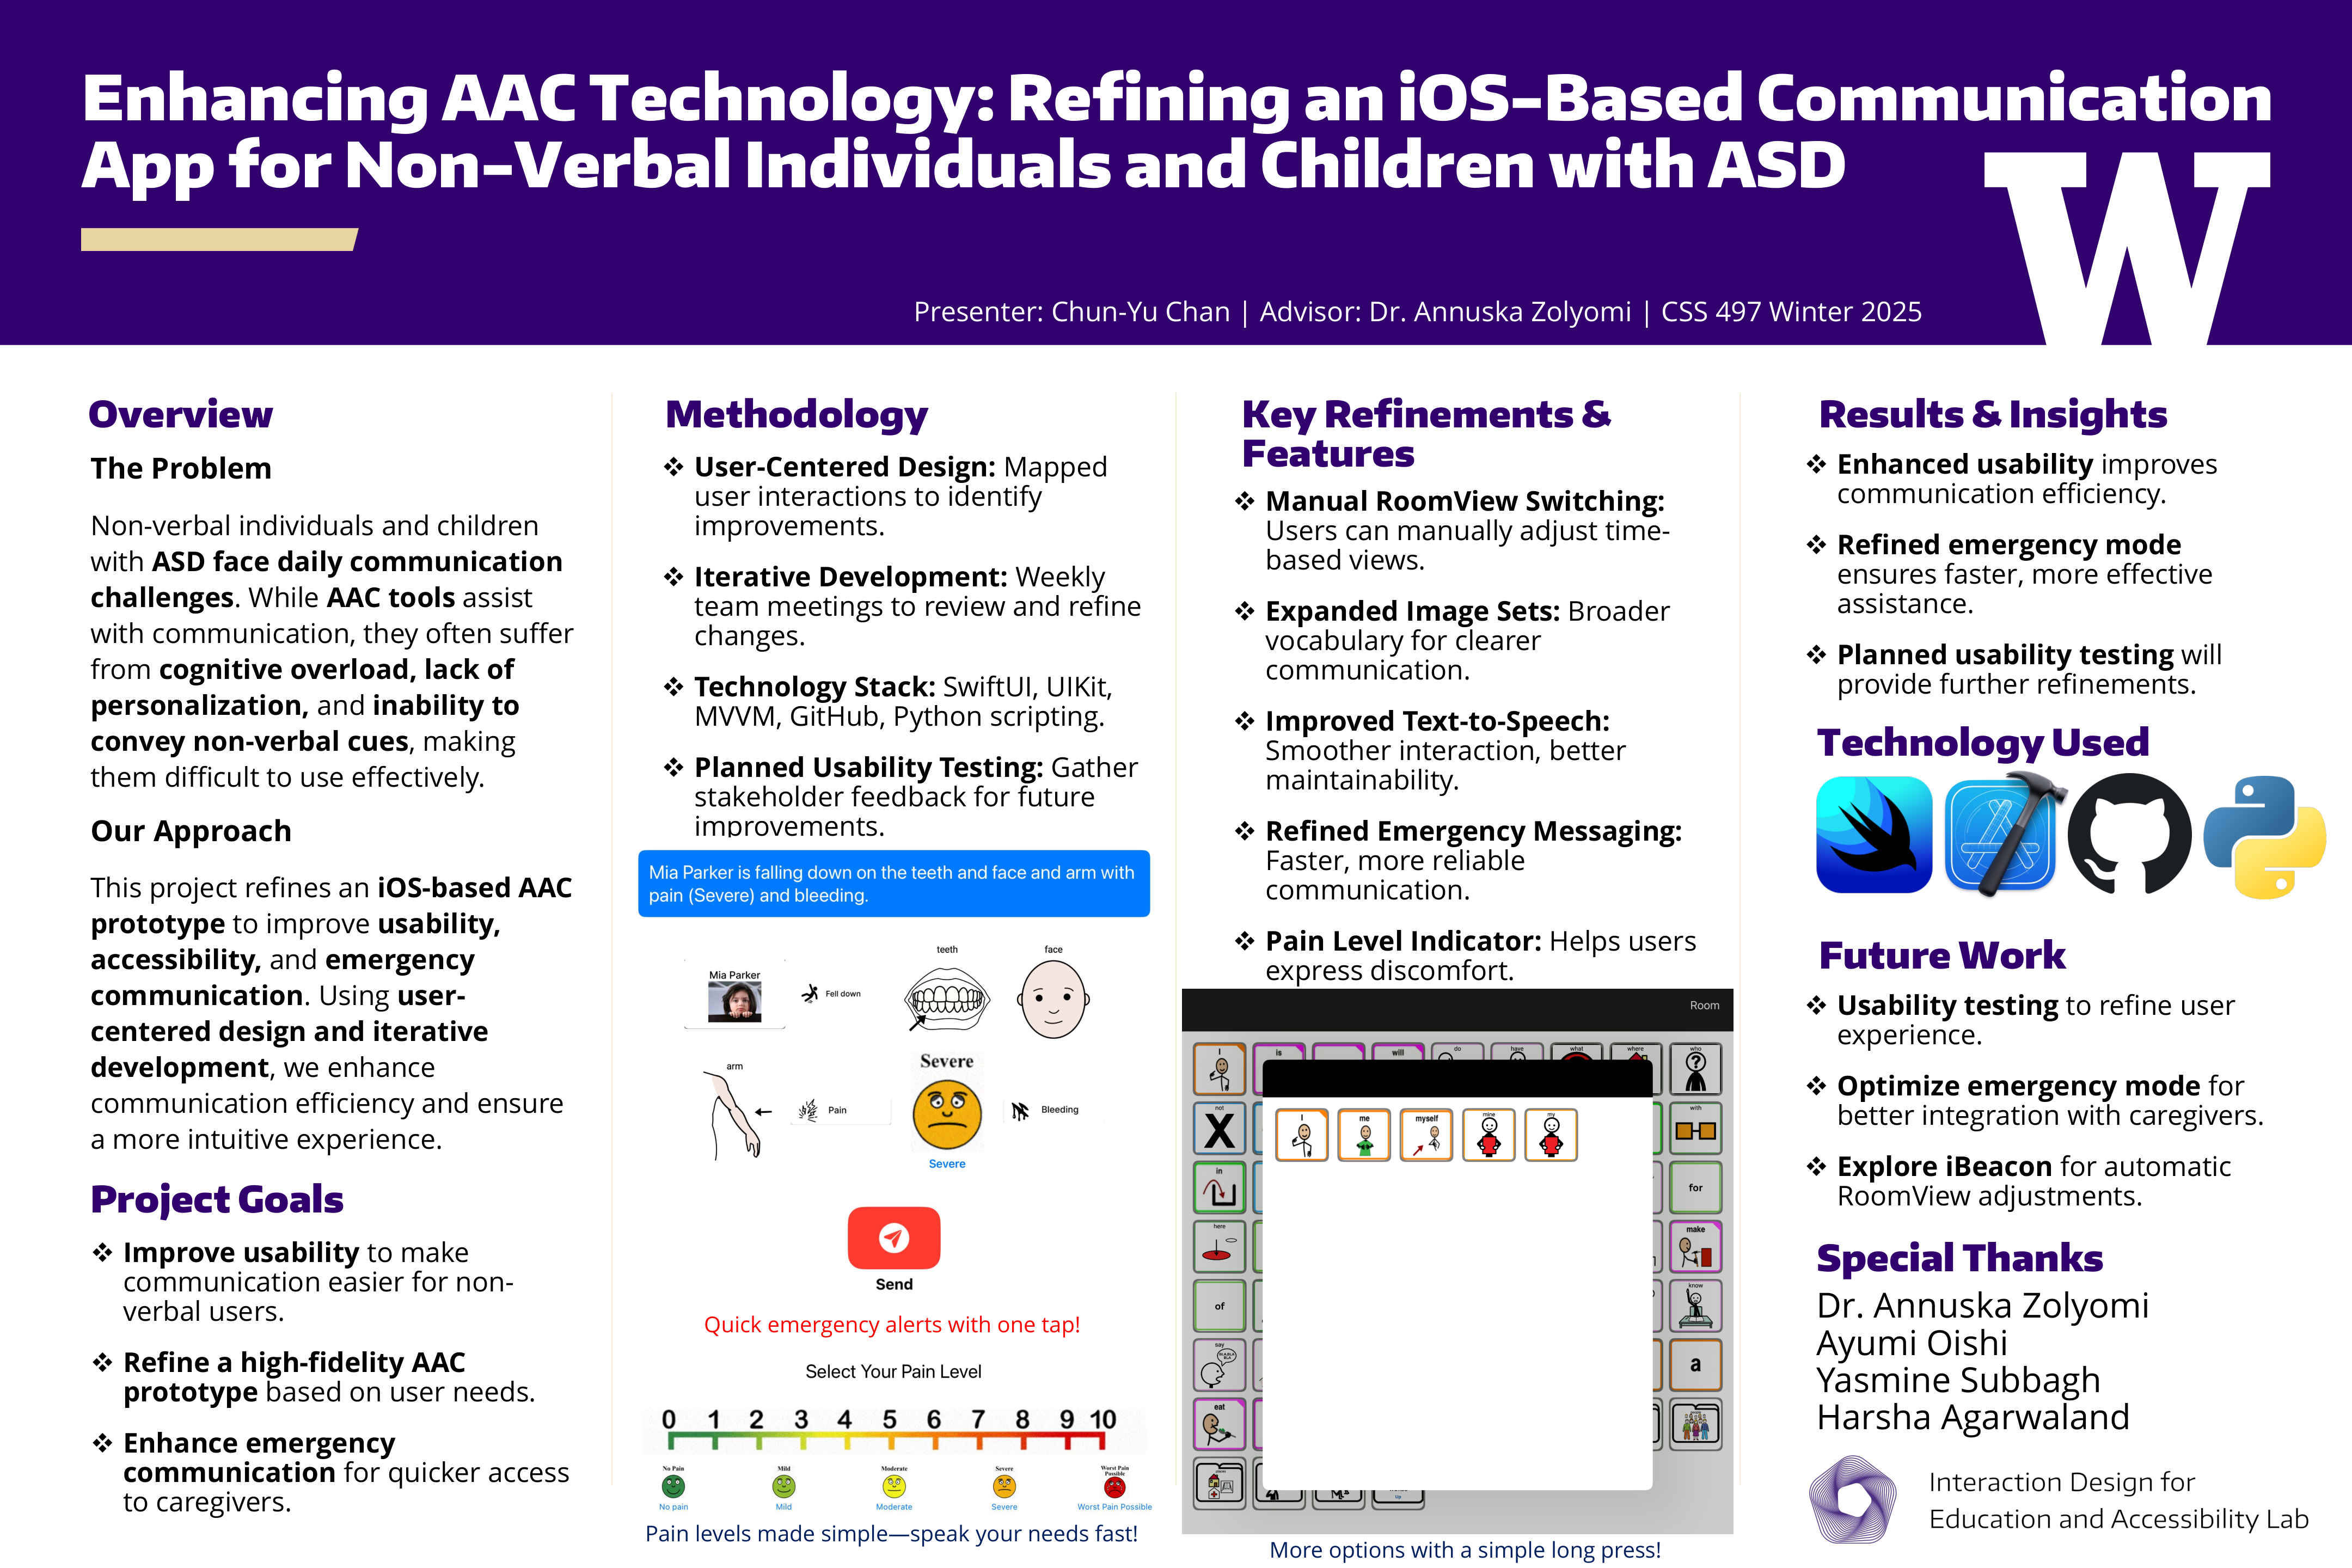 Enhancing AAC Technology: Refining an iOS-Based Communication
App for Non-Verbal Individuals and Children with ASD
W
Presenter: Chun-Yu Chan | Advisor: Dr. Annuska Zolyomi | CSS 497 Winter 2025
Overview
The Problem
Non-verbal individuals and children
with ASD face daily communication
challenges. While AAC tools assist
with communication, they often suffer
from cognitive overload, lack of
personalization, and inability to
convey non-verbal cues, making
them difficult to use effectively.
Our Approach
This project refines an iOS-based AAC
prototype to improve usability,
accessibility, and emergency
communication. Using user-
centered design and iterative
development, we enhance
communication efficiency and ensure
a more intuitive experience.
Project Goals
❖ Improve usability to make
communication easier for non-
verbal users.
❖ Refine a high-fidelity AAC
prototype based on user needs.
❖ Enhance emergency
communication for quicker access
to caregivers.
Methodology
❖ User-Centered Design: Mapped
user interactions to identify
improvements.
❖ Iterative Development: Weekly
team meetings to review and refine
changes.
❖ Technology Stack: SwiftUI, UIKit,
MVVM, GitHub, Python scripting.
❖ Planned Usability Testing: Gather
stakeholder feedback for future
improvements.
Mia Parker is falling down on the teeth and face and arm with
pain (Severe) and bleeding.
Mia Parker
Fell down
teeth
face
arm
Pain
Severe
Severe
Bleeding
Send
Quick emergency alerts with one tap!
Select Your Pain Level
0 1 2 3 4 5 6 7 8 9 10
No Pain Mild Moderate Severe Worst Pain
Possible
No pain Mild Moderate Severe Worst Pain Possible
Pain levels made simple—speak your needs fast!
Key Refinements &
Features
❖ Manual RoomView Switching:
Users can manually adjust time-
based views.
❖ Expanded Image Sets: Broader
vocabulary for clearer
communication.
❖ Improved Text-to-Speech:
Smoother interaction, better
maintainability.
❖ Refined Emergency Messaging:
Faster, more reliable
communication.
❖ Pain Level Indicator: Helps users
express discomfort.
Room
I is will do have what where who
not with
I me myself mine my
in for
here make
of know
say a
eat
More options with a simple long press!
Results & Insights
❖ Enhanced usability improves
communication efficiency.
❖ Refined emergency mode
ensures faster, more effective
assistance.
❖ Planned usability testing will
provide further refinements.
Technology Used
Future Work
❖ Usability testing to refine user
experience.
❖ Optimize emergency mode for
better integration with caregivers.
❖ Explore iBeacon for automatic
RoomView adjustments.
Special Thanks
Dr. Annuska Zolyomi
Ayumi Oishi
Yasmine Subbagh
Harsha Agarwaland
Interaction Design for
Education and Accessibility Lab